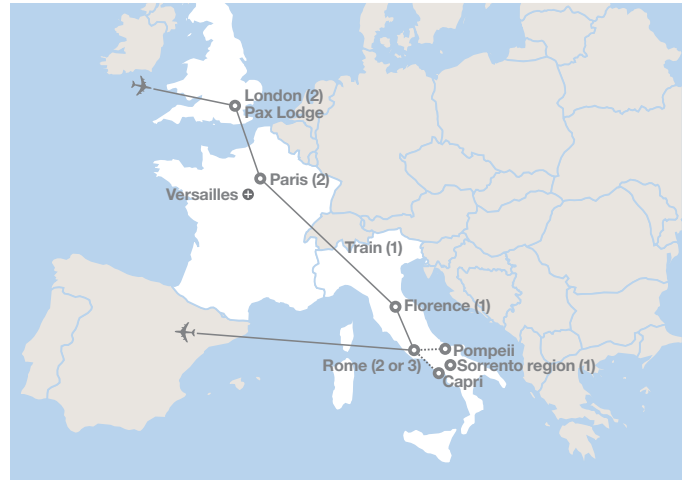 London (2)
Pax Lodge
Paris (2)
Versailles
Train (1)
Florence (1)
Pompeii
Rome (2 or 3)
Sorrento region (1)
Capri